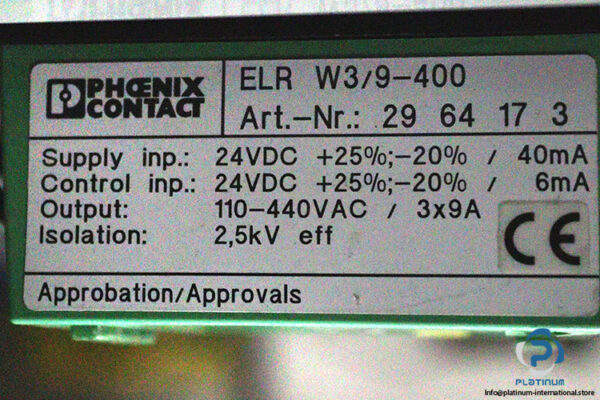 PHŒNIX
CONTACT
ELR W3/9-400
Art.-Nr.: 29 64 17 3
Supply inp.: 24VDC +25%;-20% / 40mA
Control inp.: 24VDC +25%;-20% / 6mA
Output: 110-440VAC / 3x9A
Isolation: 2,5kV eff
CE
Approbation/Approvals
PLATINUM
Info@platinum-international.store